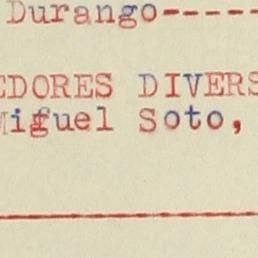 Durango-----
EDORES DIVERS
Miguel Soto,